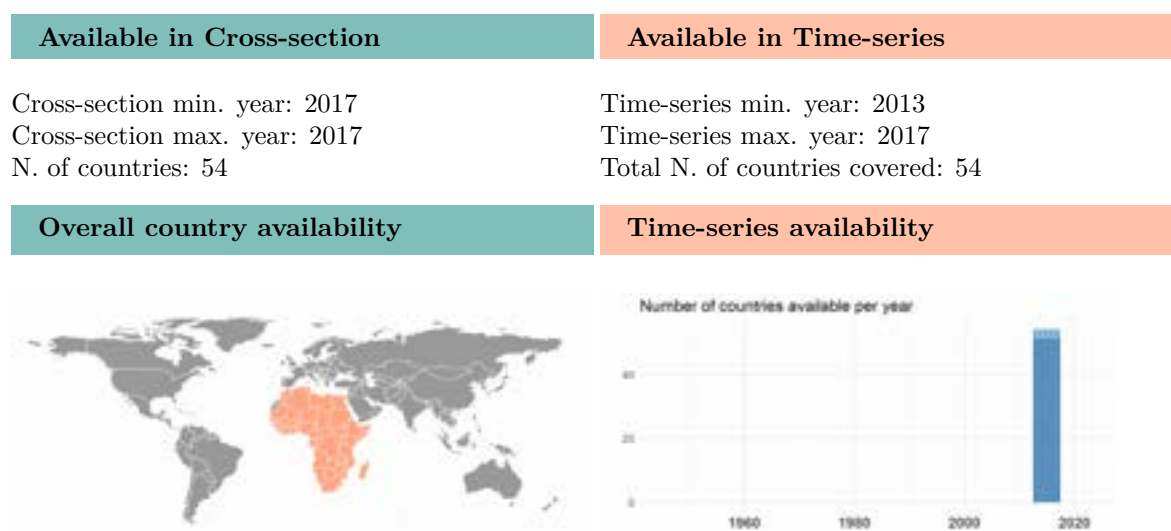 Available in Cross-section
Available in Time-series
Cross-section min. year: 2017
Cross-section max. year: 2017
N. of countries: 54
Time-series min. year: 2013
Time-series max. year: 2017
Total N. of countries covered: 54
Overall country availability
Time-series availability
Number of countries available per year
40
20
0
1960 1980 2000 2020